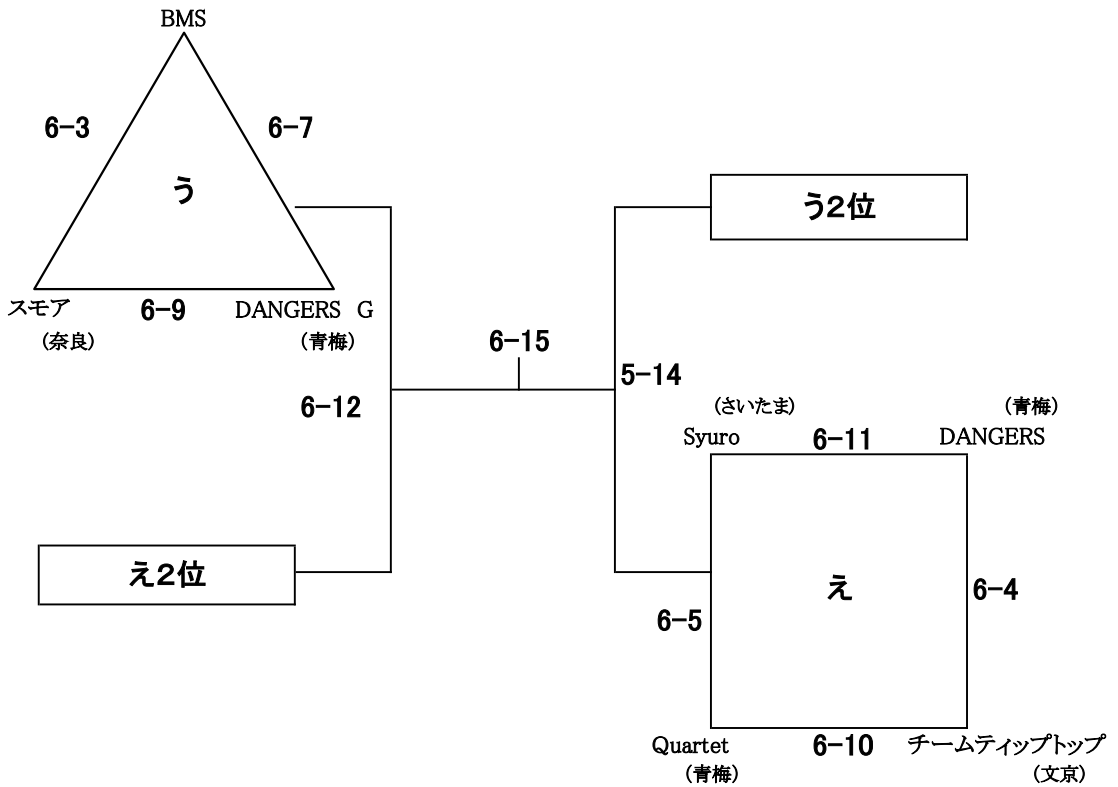 BMS
6-3
6-7
う
スモア
6-9
DANGERS G
(奈良)
(青梅)
6-12
え2位
6-15
う2位
5-14
(さいたま)
(青梅)
Syuro
6-11
DANGERS
え
6-5
6-4
Quartet
6-10
チームティップトップ
(青梅)
(文京)